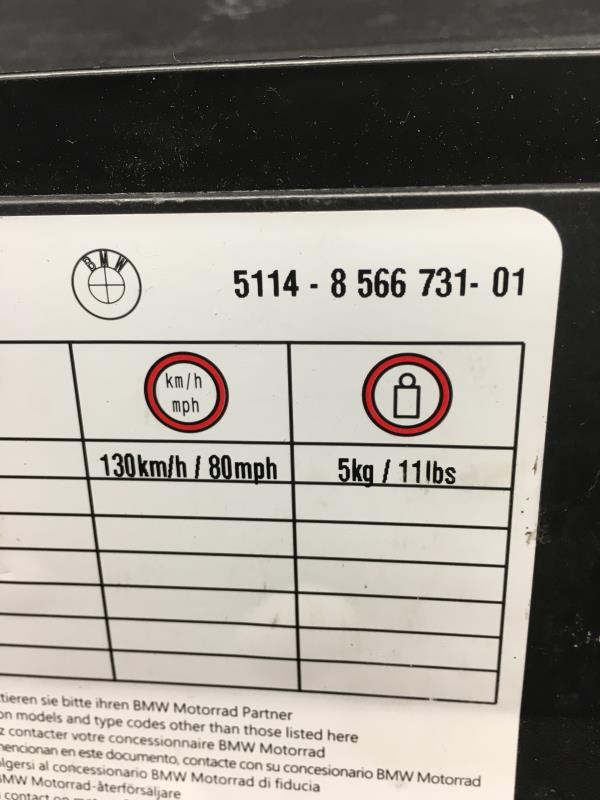 BMW
5114 - 8 566 731- 01
km/h
mph
130km/h / 80mph
5kg / 11lbs
tieren sie bitte ihren BMW Motorrad Partner
on models and type codes other than those listed here
contacter votre concessionnaire BMW Motorrad
mencionan en este documento, contacte con su concesionario BMW Motorrad
lgersi al concessionario BMW Motorrad di fiducia
BMW Motorrad-återförsäljare
contact